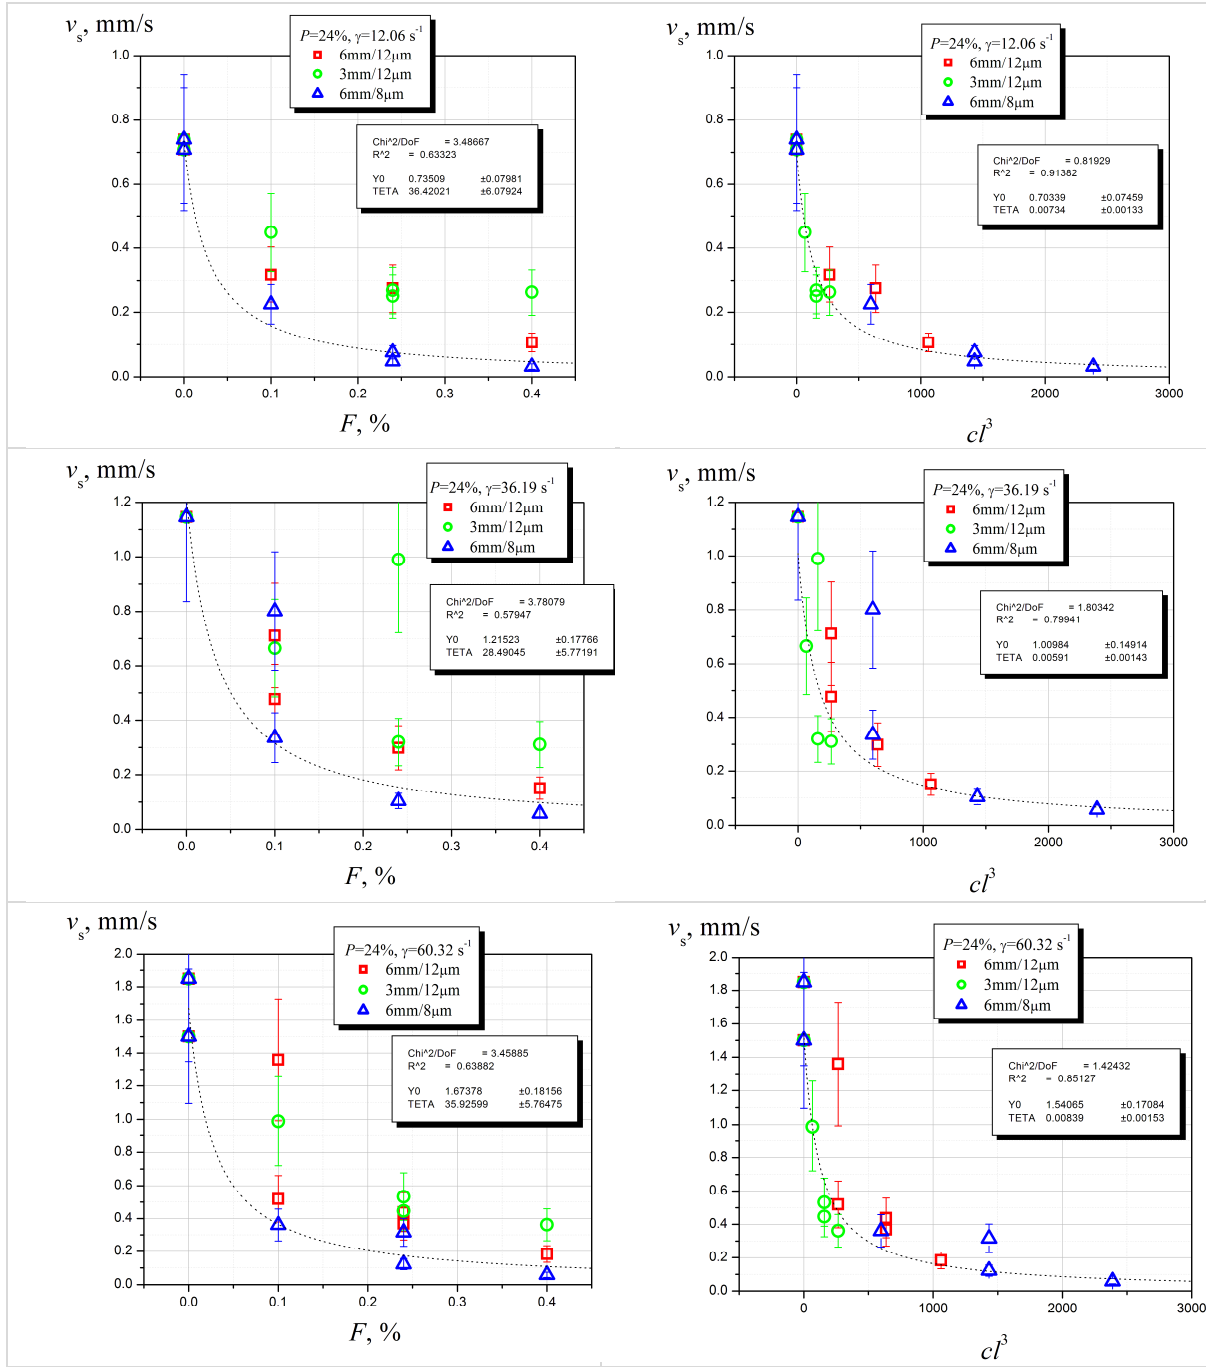 vs, mm/s
P=24%, γ=12.06 s-1
6mm/12μm
3mm/12μm
6mm/8μm
Chi^2/DoF = 3.48667
R^2 = 0.63323
Y0 0.73509 ±0.07981
TETA 36.42021 ±6.07924
1.0
0.8
0.6
0.4
0.2
0.0
0.0 0.1 0.2 0.3 0.4
F, %
vs, mm/s
P=24%, γ=12.06 s-1
6mm/12μm
3mm/12μm
6mm/8μm
Chi^2/DoF = 0.81929
R^2 = 0.91382
Y0 0.70339 ±0.07459
TETA 0.00734 ±0.00133
1.0
0.8
0.6
0.4
0.2
0.0
0 1000 2000 3000
cl3
vs, mm/s
P=24%, γ=36.19 s-1
6mm/12μm
3mm/12μm
6mm/8μm
Chi^2/DoF = 3.78079
R^2 = 0.57947
Y0 1.21523 ±0.17766
TETA 28.49045 ±5.77191
1.2
1.0
0.8
0.6
0.4
0.2
0.0
0.0 0.1 0.2 0.3 0.4
F, %
vs, mm/s
P=24%, γ=36.19 s-1
6mm/12μm
3mm/12μm
6mm/8μm
Chi^2/DoF = 1.80342
R^2 = 0.79941
Y0 1.00984 ±0.14914
TETA 0.00591 ±0.00143
1.2
1.0
0.8
0.6
0.4
0.2
0.0
0 1000 2000 3000
cl3
vs, mm/s
P=24%, γ=60.32 s-1
6mm/12μm
3mm/12μm
6mm/8μm
Chi^2/DoF = 3.45885
R^2 = 0.63882
Y0 1.67378 ±0.18156
TETA 35.92599 ±5.76475
2.0
1.8
1.6
1.4
1.2
1.0
0.8
0.6
0.4
0.2
0.0
0.0 0.1 0.2 0.3 0.4
F, %
vs, mm/s
P=24%, γ=60.32 s-1
6mm/12μm
3mm/12μm
6mm/8μm
Chi^2/DoF = 1.42432
R^2 = 0.85127
Y0 1.54065 ±0.17084
TETA 0.00839 ±0.00153
2.0
1.8
1.6
1.4
1.2
1.0
0.8
0.6
0.4
0.2
0.0
0 1000 2000 3000
cl3